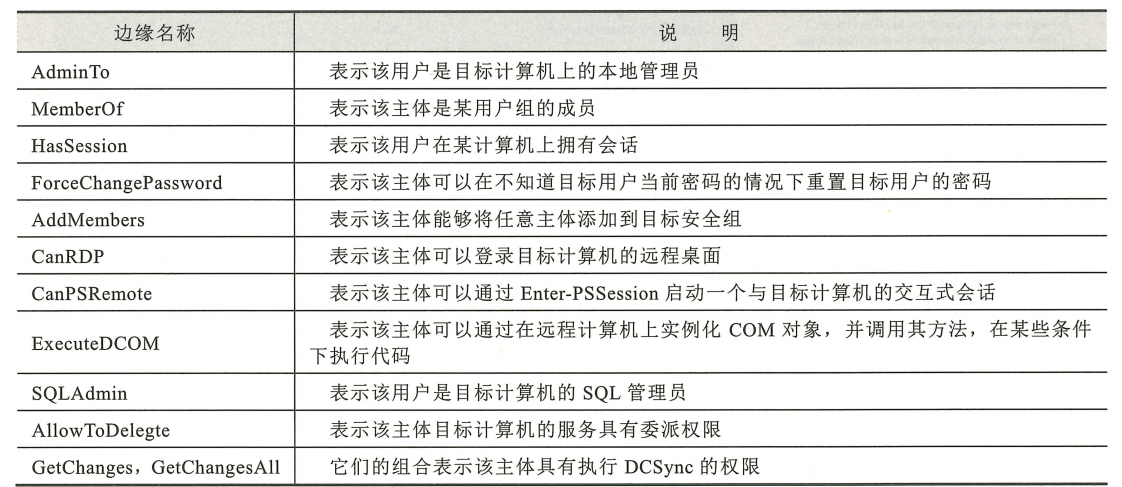 边缘名称 说 明
AdminTo 表示该用户是目标计算机上的本地管理员
MemberOf 表示该主体是某用户组的成员
HasSession 表示该用户在某计算机上拥有会话
ForceChangePassword 表示该主体可以在不知道目标用户当前密码的情况下重置目标用户的密码
AddMembers 表示该主体能够将任意主体添加到目标安全组
CanRDP 表示该主体可以登录目标计算机的远程桌面
CanPSRemote 表示该主体可以通过 Enter-PSSession 启动一个与目标计算机的交互式会话
ExecuteDCOM 表示该主体可以通过在远程计算机上实例化 COM 对象，并调用其方法，在某些条件
下执行代码
SQLAdmin 表示该用户是目标计算机的 SQL 管理员
AllowToDelegte 表示该主体目标计算机的服务具有委派权限
GetChanges，GetChangesAll 它们的组合表示该主体具有执行 DCSync 的权限